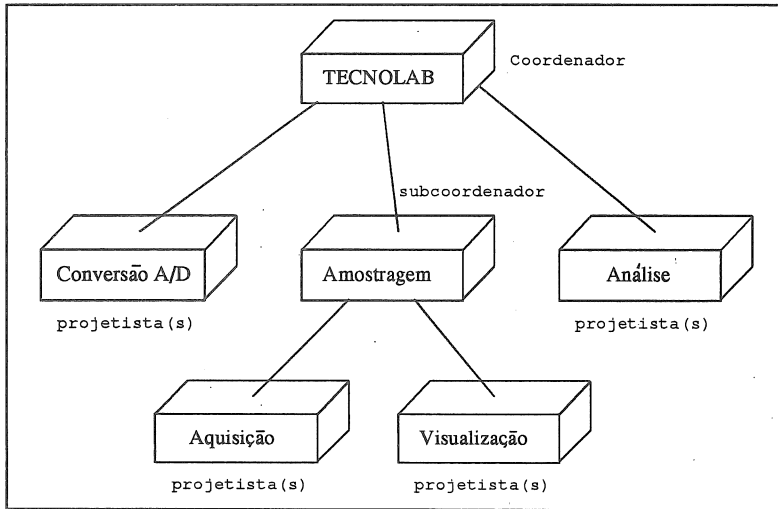 TECNOLAB
Coordenador
subcoordenador
Conversão A/D
Amostragem
Análise
projetista(s)
projetista(s)
Aquisição
Visualização
projetista(s)
projetista(s)